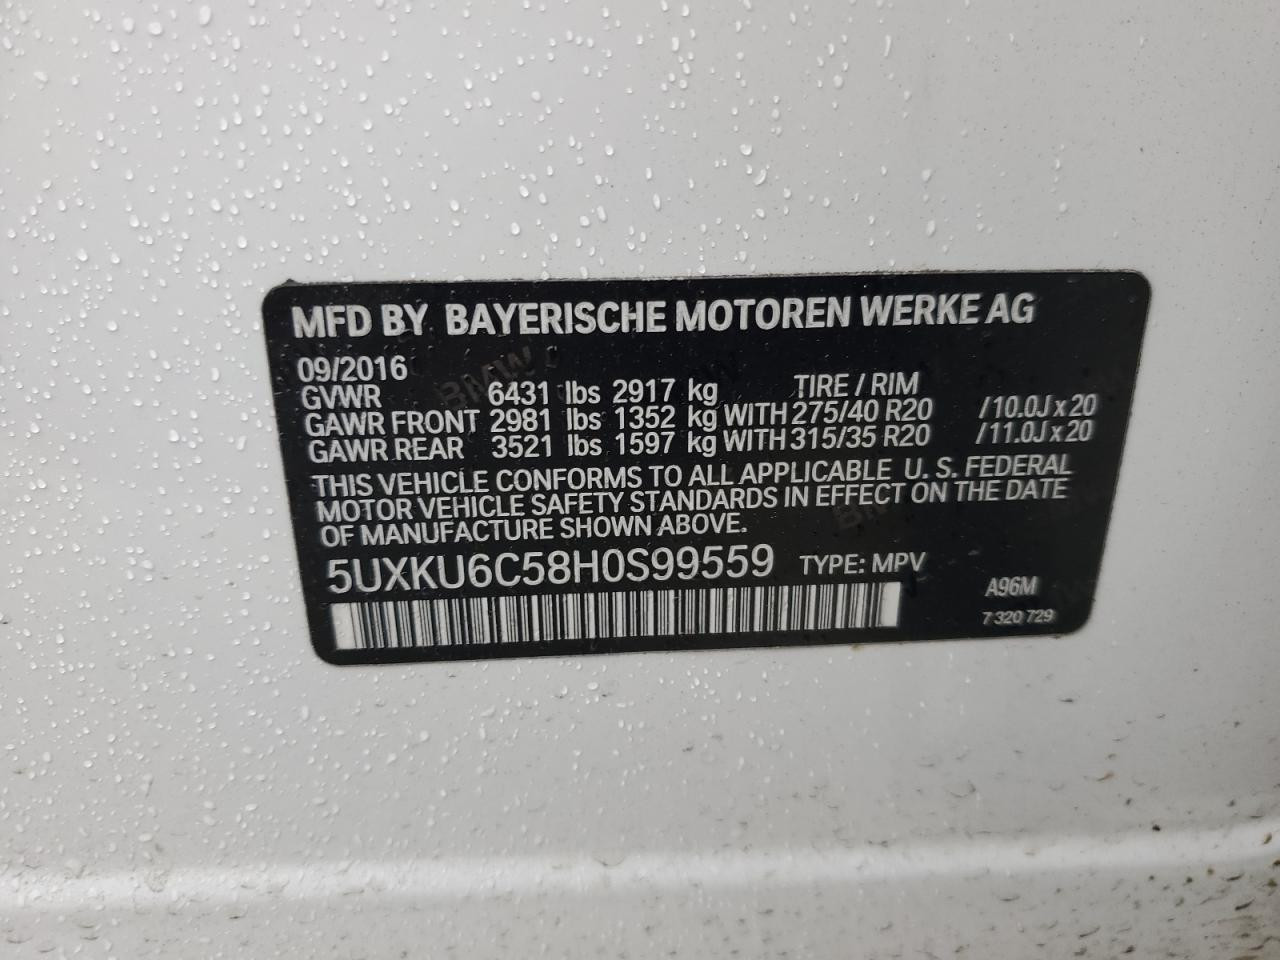 MFD BY BAYERISCHE MOTOREN WERKE AG
09/2016
GVWR 6431 lbs 2917 kg TIRE / RIM
GAWR FRONT 2981 lbs 1352 kg WITH 275/40 R20 /10.0J x 20
GAWR REAR 3521 lbs 1597 kg WITH 315/35 R20 /11.0J x 20
THIS VEHICLE CONFORMS TO ALL APPLICABLE U. S. FEDERAL
MOTOR VEHICLE SAFETY STANDARDS IN EFFECT ON THE DATE
OF MANUFACTURE SHOWN ABOVE.
5UXKU6C58H0S99559 TYPE: MPV
A96M
7 320 729